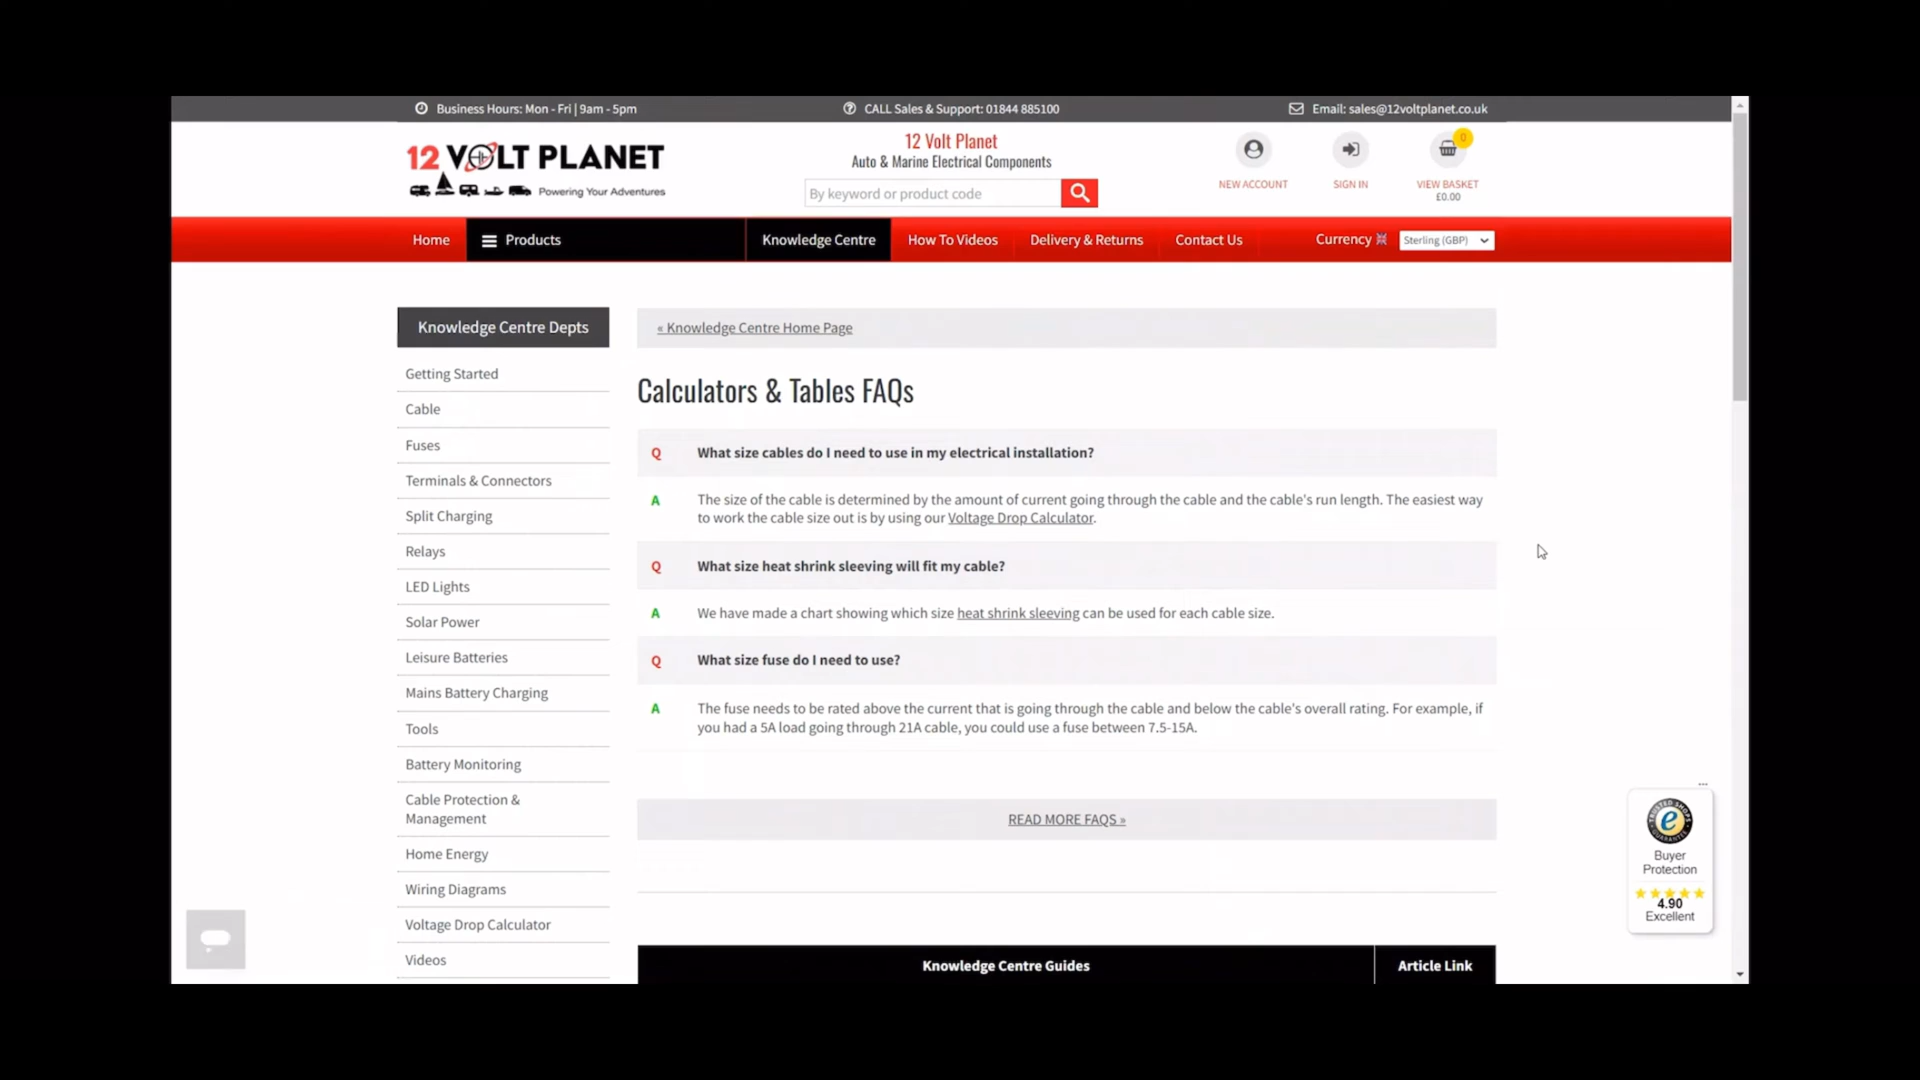 Business Hours: Mon - Fri | 9am - 5pm
CALL Sales & Support: 01844 885100
Email: sales@12voltplanet.co.uk
12 VOLT PLANET
Powering Your Adventures
12 Volt Planet
Auto & Marine Electrical Components
By keyword or product code
NEW ACCOUNT
SIGN IN
0
VIEW BASKET
£0.00
Home
Products
Knowledge Centre
How To Videos
Delivery & Returns
Contact Us
Currency
Sterling (GBP)
Knowledge Centre Depts
Getting Started
Cable
Fuses
Terminals & Connectors
Split Charging
Relays
LED Lights
Solar Power
Leisure Batteries
Mains Battery Charging
Tools
Battery Monitoring
Cable Protection &
Management
Home Energy
Wiring Diagrams
Voltage Drop Calculator
Videos
« Knowledge Centre Home Page
Calculators & Tables FAQs
Q What size cables do I need to use in my electrical installation?
A The size of the cable is determined by the amount of current going through the cable and the cable's run length. The easiest way
to work the cable size out is by using our Voltage Drop Calculator.
Q What size heat shrink sleeving will fit my cable?
A We have made a chart showing which size heat shrink sleeving can be used for each cable size.
Q What size fuse do I need to use?
A The fuse needs to be rated above the current that is going through the cable and below the cable's overall rating. For example, if
you had a 5A load going through 21A cable, you could use a fuse between 7.5-15A.
READ MORE FAQS »
Knowledge Centre Guides
Article Link
TRUSTED SHOPS
GUARANTEE
e
Buyer
Protection
4.90
Excellent